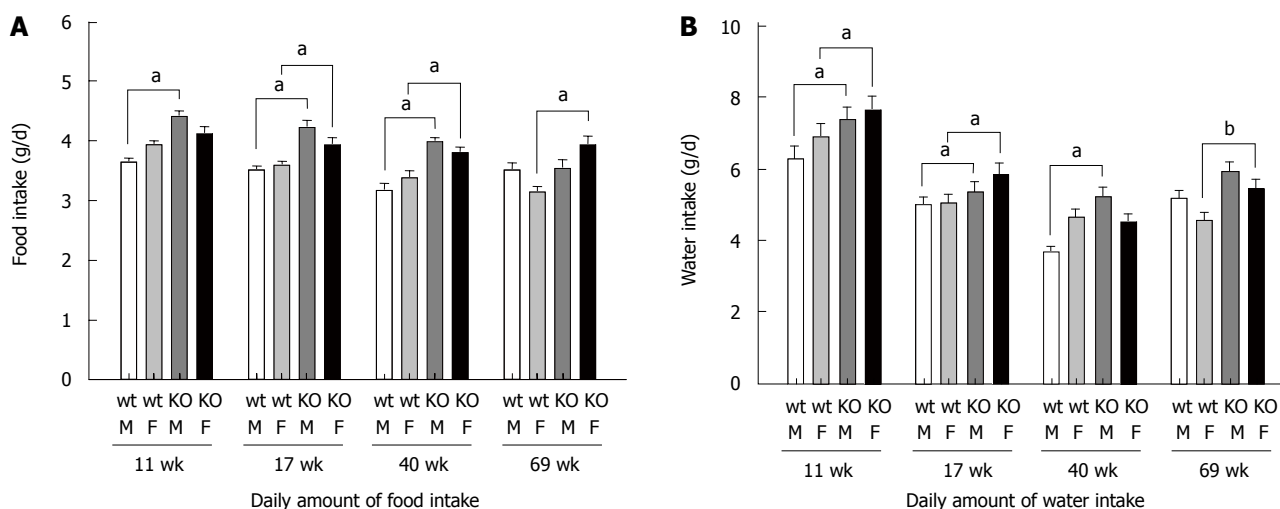 A
6
5
4
3
2
1
0
Food intake (g/d)
a
a
a
a
a
a
wt wt KO KO
M F M F
11 wk
wt wt KO KO
M F M F
17 wk
wt wt KO KO
M F M F
40 wk
wt wt KO KO
M F M F
69 wk
Daily amount of food intake
B
10
8
6
4
2
0
Water intake (g/d)
a
a
a
a
a
b
wt wt KO KO
M F M F
11 wk
wt wt KO KO
M F M F
17 wk
wt wt KO KO
M F M F
40 wk
wt wt KO KO
M F M F
69 wk
Daily amount of water intake